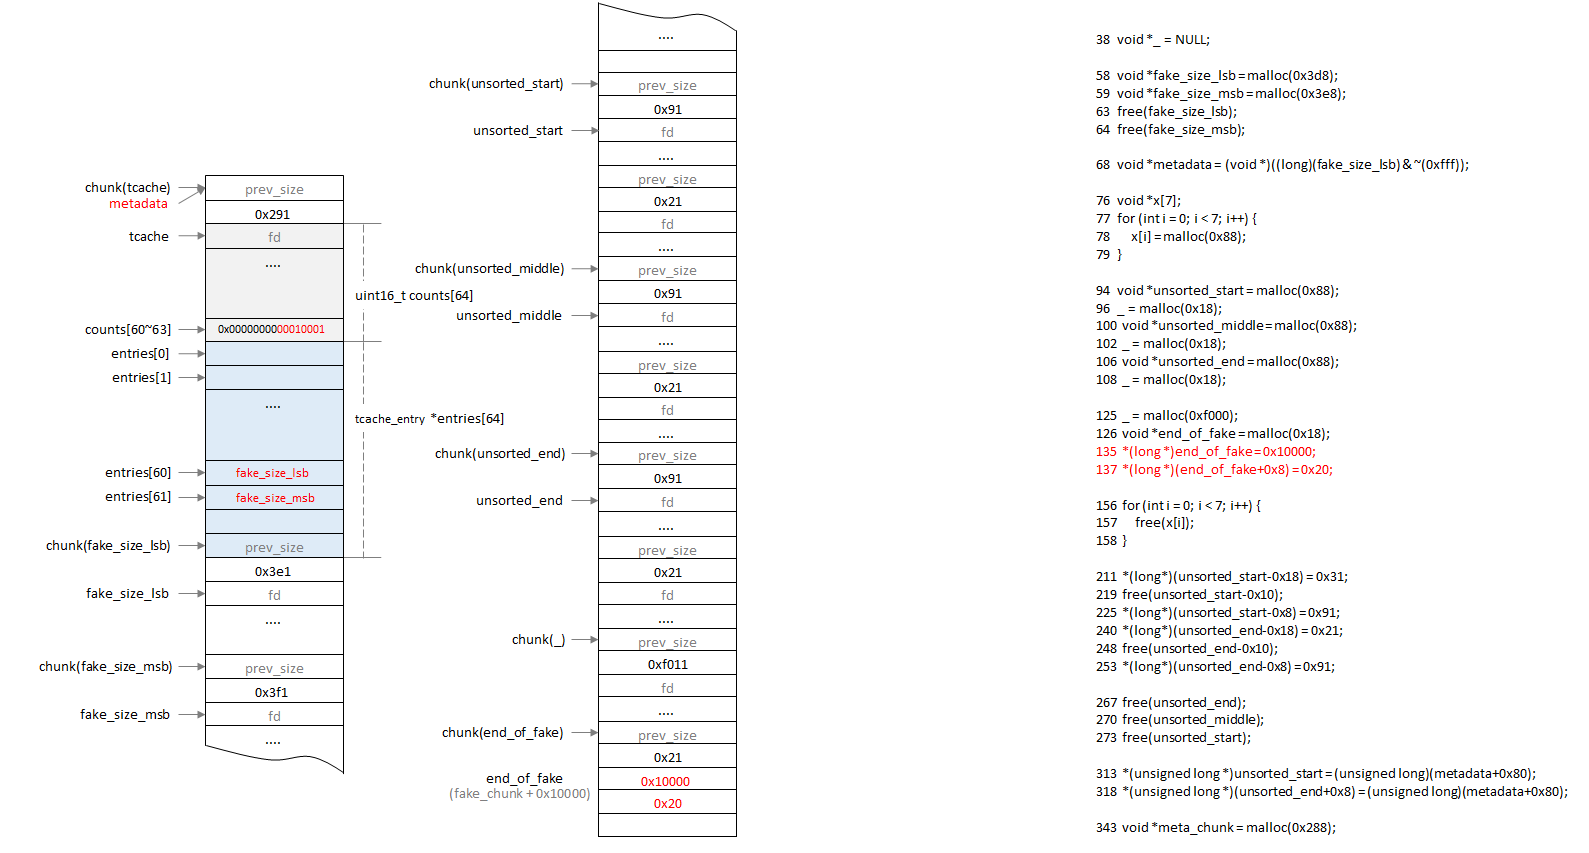 chunk(tcache)
metadata
tcache
counts[60~63]
entries[0]
entries[1]
entries[60]
entries[61]
chunk(fake_size_lsb)
fake_size_lsb
chunk(fake_size_msb)
fake_size_msb
prev_size
0x291
fd
....
0x0000000000010001
....
fake_size_lsb
fake_size_msb
prev_size
0x3e1
fd
....
prev_size
0x3f1
fd
....
uint16_t counts[64]
tcache_entry *entries[64]
chunk(unsorted_start)
unsorted_start
chunk(unsorted_middle)
unsorted_middle
chunk(unsorted_end)
unsorted_end
chunk(_)
chunk(end_of_fake)
end_of_fake
(fake_chunk + 0x10000)
....
prev_size
0x91
fd
....
prev_size
0x21
fd
....
prev_size
0x91
fd
....
prev_size
0x21
fd
....
prev_size
0x91
fd
....
prev_size
0x21
fd
....
prev_size
0xf011
fd
....
prev_size
0x21
0x10000
0x20
38 void *_ = NULL;
58 void *fake_size_lsb = malloc(0x3d8);
59 void *fake_size_msb = malloc(0x3e8);
63 free(fake_size_lsb);
64 free(fake_size_msb);
68 void *metadata = (void *)((long)(fake_size_lsb) & ~(0xfff));
76 void *x[7];
77 for (int i = 0; i < 7; i++) {
78 x[i] = malloc(0x88);
79 }
94 void *unsorted_start = malloc(0x88);
96 _ = malloc(0x18);
100 void *unsorted_middle = malloc(0x88);
102 _ = malloc(0x18);
106 void *unsorted_end = malloc(0x88);
108 _ = malloc(0x18);
125 _ = malloc(0xf000);
126 void *end_of_fake = malloc(0x18);
135 *(long *)end_of_fake = 0x10000;
137 *(long *)(end_of_fake+0x8) = 0x20;
156 for (int i = 0; i < 7; i++) {
157 free(x[i]);
158 }
211 *(long*)(unsorted_start-0x18) = 0x31;
219 free(unsorted_start-0x10);
225 *(long*)(unsorted_start-0x8) = 0x91;
240 *(long*)(unsorted_end-0x18) = 0x21;
248 free(unsorted_end-0x10);
253 *(long*)(unsorted_end-0x8) = 0x91;
267 free(unsorted_end);
270 free(unsorted_middle);
273 free(unsorted_start);
313 *(unsigned long *)unsorted_start = (unsigned long)(metadata+0x80);
318 *(unsigned long *)(unsorted_end+0x8) = (unsigned long)(metadata+0x80);
343 void *meta_chunk = malloc(0x288);